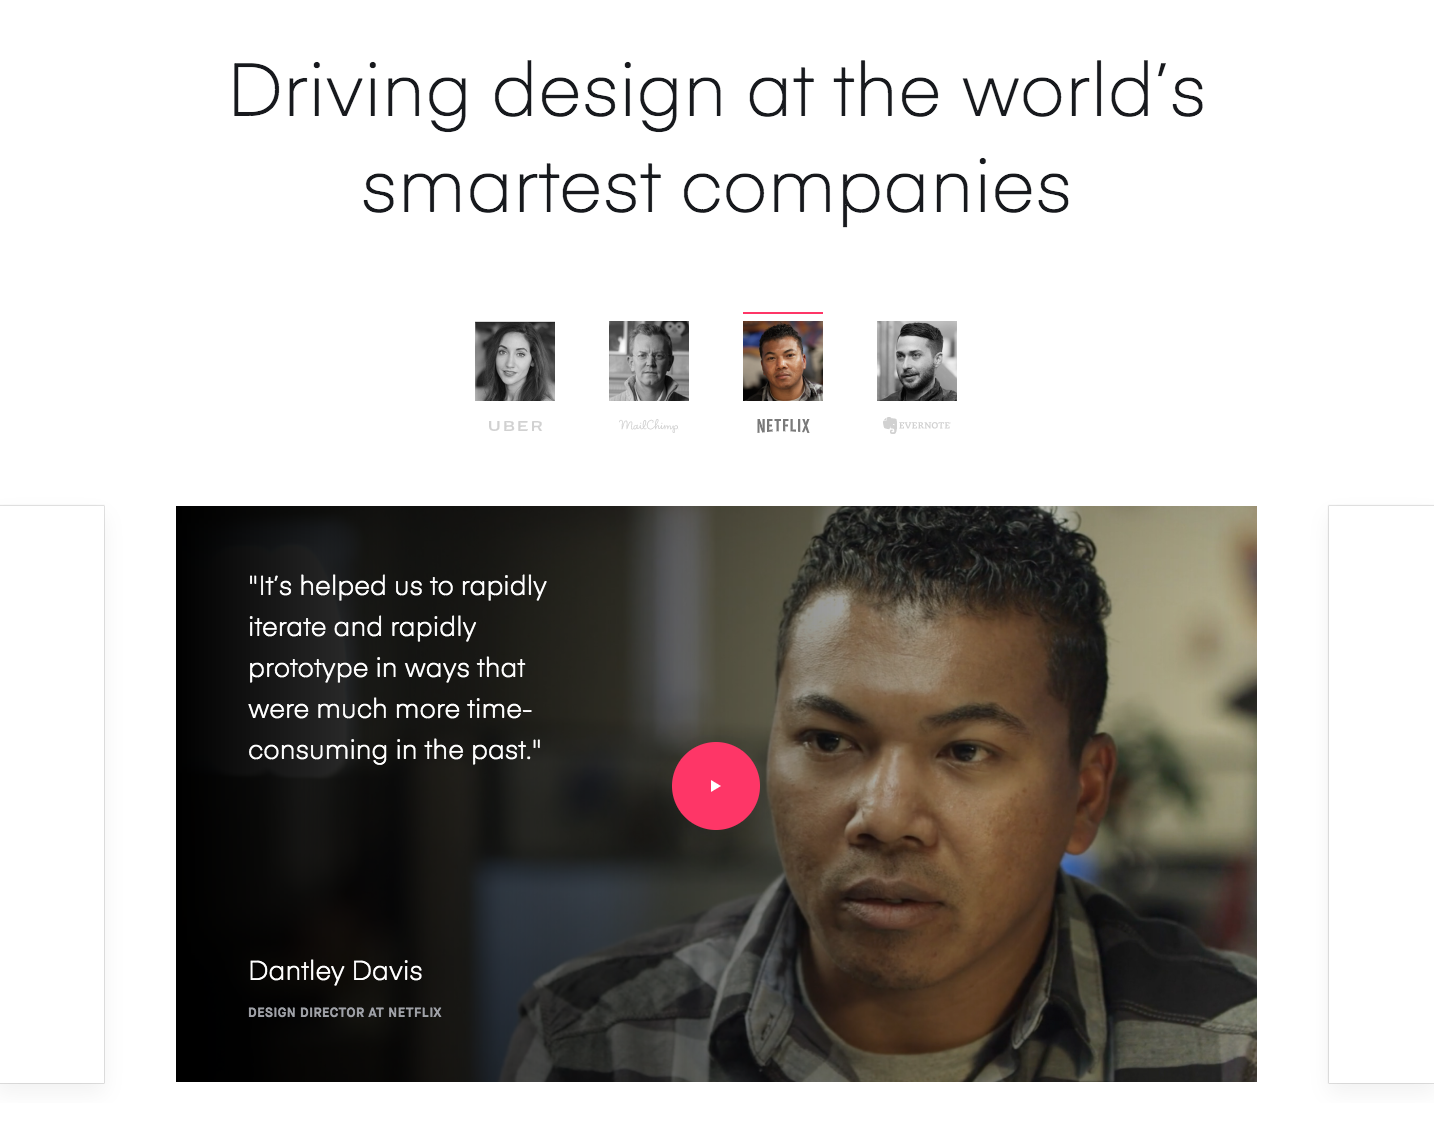 Driving design at the world’s
smartest companies
UBER
MailChimp
NETFLIX
EVERNOTE
"It’s helped us to rapidly
iterate and rapidly
prototype in ways that
were much more time-
consuming in the past."
Dantley Davis
DESIGN DIRECTOR AT NETFLIX